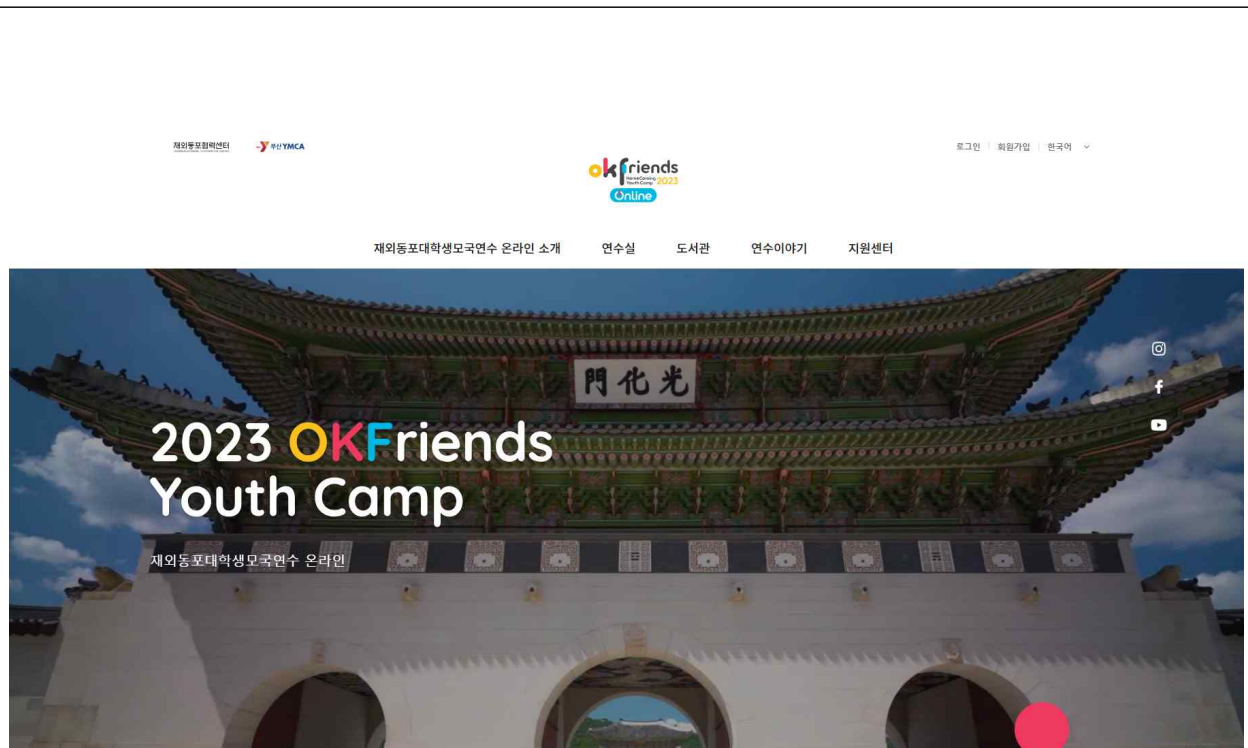 재외동포협력센터
부산YMCA
로그인 회원가입 한국어
okfriends
HomeComing
Youth Camp 2023
Online
재외동포대학생모국연수 온라인 소개 연수실 도서관 연수이야기 지원센터
門化光
2023 OKFriends
Youth Camp
재외동포대학생모국연수 온라인